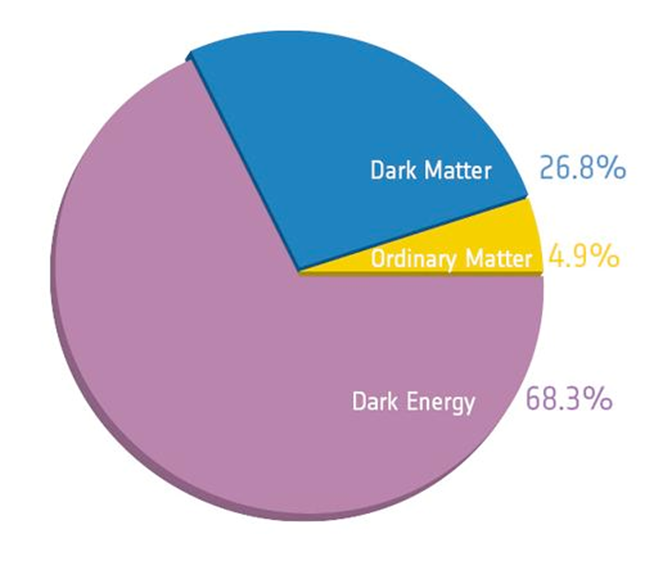 Dark Matter 26.8%
Ordinary Matter 4.9%
Dark Energy 68.3%